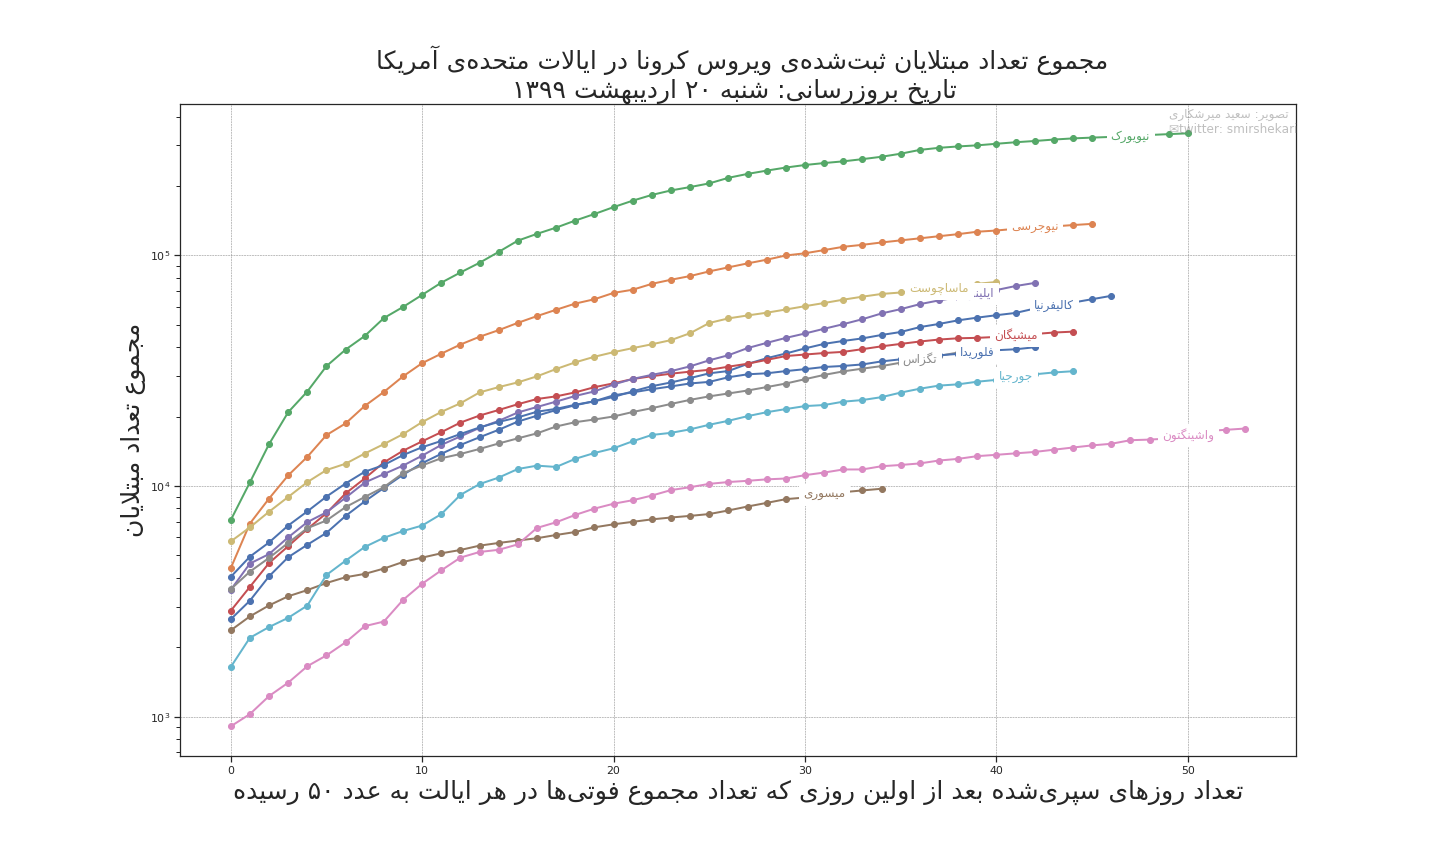 مجموع تعداد مبتلایان ثبت‌شده‌ی ویروس کرونا در ایالات متحده‌ی آمریکا
تاریخ بروزرسانی: شنبه ۲۰ اردیبهشت ۱۳۹۹
تصویر: سعید میرشکاری
twitter: smirshekari
نیویورک
نیوجرسی
ماساچوست
کالیفرنیا
میشیگان
فلوریدا
تگزاس
جورجیا
واشینگتون
میسوری
مجموع تعداد مبتلایان
10⁵
10⁴
10³
0 10 20 30 40 50
تعداد روزهای سپری‌شده بعد از اولین روزی که تعداد مجموع فوتی‌ها در هر ایالت به عدد ۵۰ رسیده